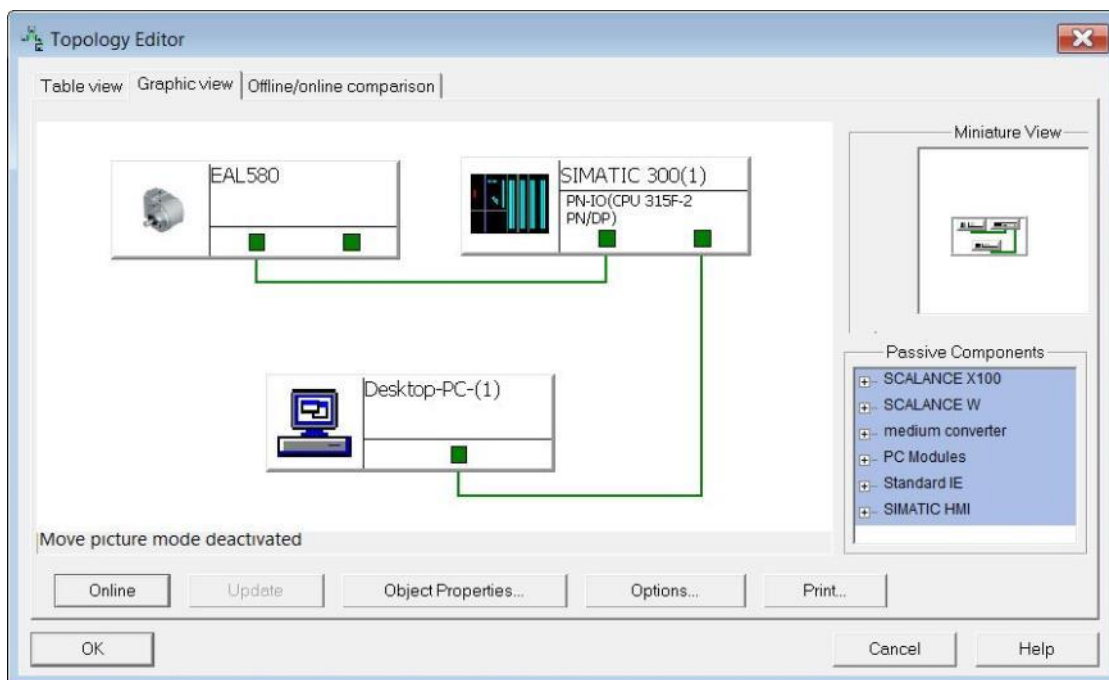 Topology Editor
Table view Graphic view Offline/online comparison
EAL580
SIMATIC 300(1)
PN-IO(CPU 315F-2
PN/DP)
Desktop-PC-(1)
Move picture mode deactivated
Miniature View
Passive Components
SCALANCE X100
SCALANCE W
medium converter
PC Modules
Standard IE
SIMATIC HMI
Online Update Object Properties... Options... Print...
OK Cancel Help